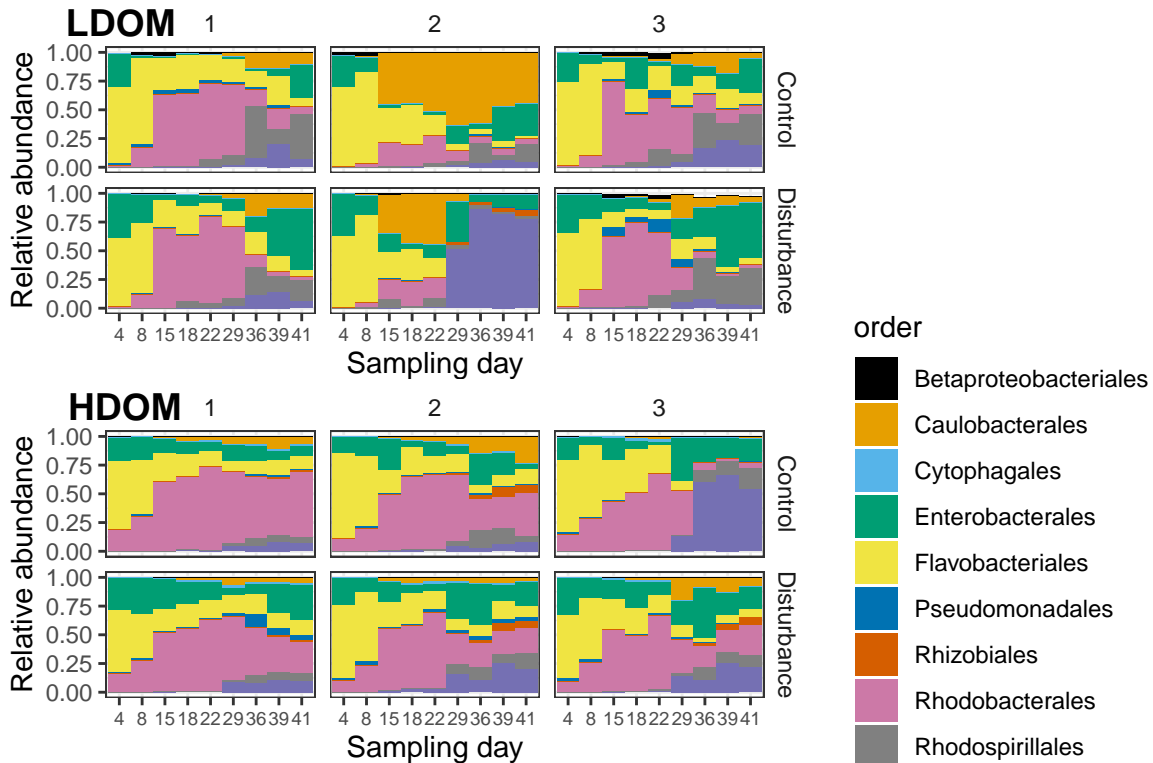 LDOM 1 2 3
1.00
0.75
0.50
0.25
0.00
Control
1.00
0.75
0.50
0.25
0.00
Disturbance
Relative abundance
4 8 15 18 22 29 36 39 41 4 8 15 18 22 29 36 39 41 4 8 15 18 22 29 36 39 41
Sampling day
HDOM 1 2 3
1.00
0.75
0.50
0.25
0.00
Control
1.00
0.75
0.50
0.25
0.00
Disturbance
Relative abundance
4 8 15 18 22 29 36 39 41 4 8 15 18 22 29 36 39 41 4 8 15 18 22 29 36 39 41
Sampling day
order
Betaproteobacteriales
Caulobacterales
Cytophagales
Enterobacterales
Flavobacteriales
Pseudomonadales
Rhizobiales
Rhodobacterales
Rhodospirillales